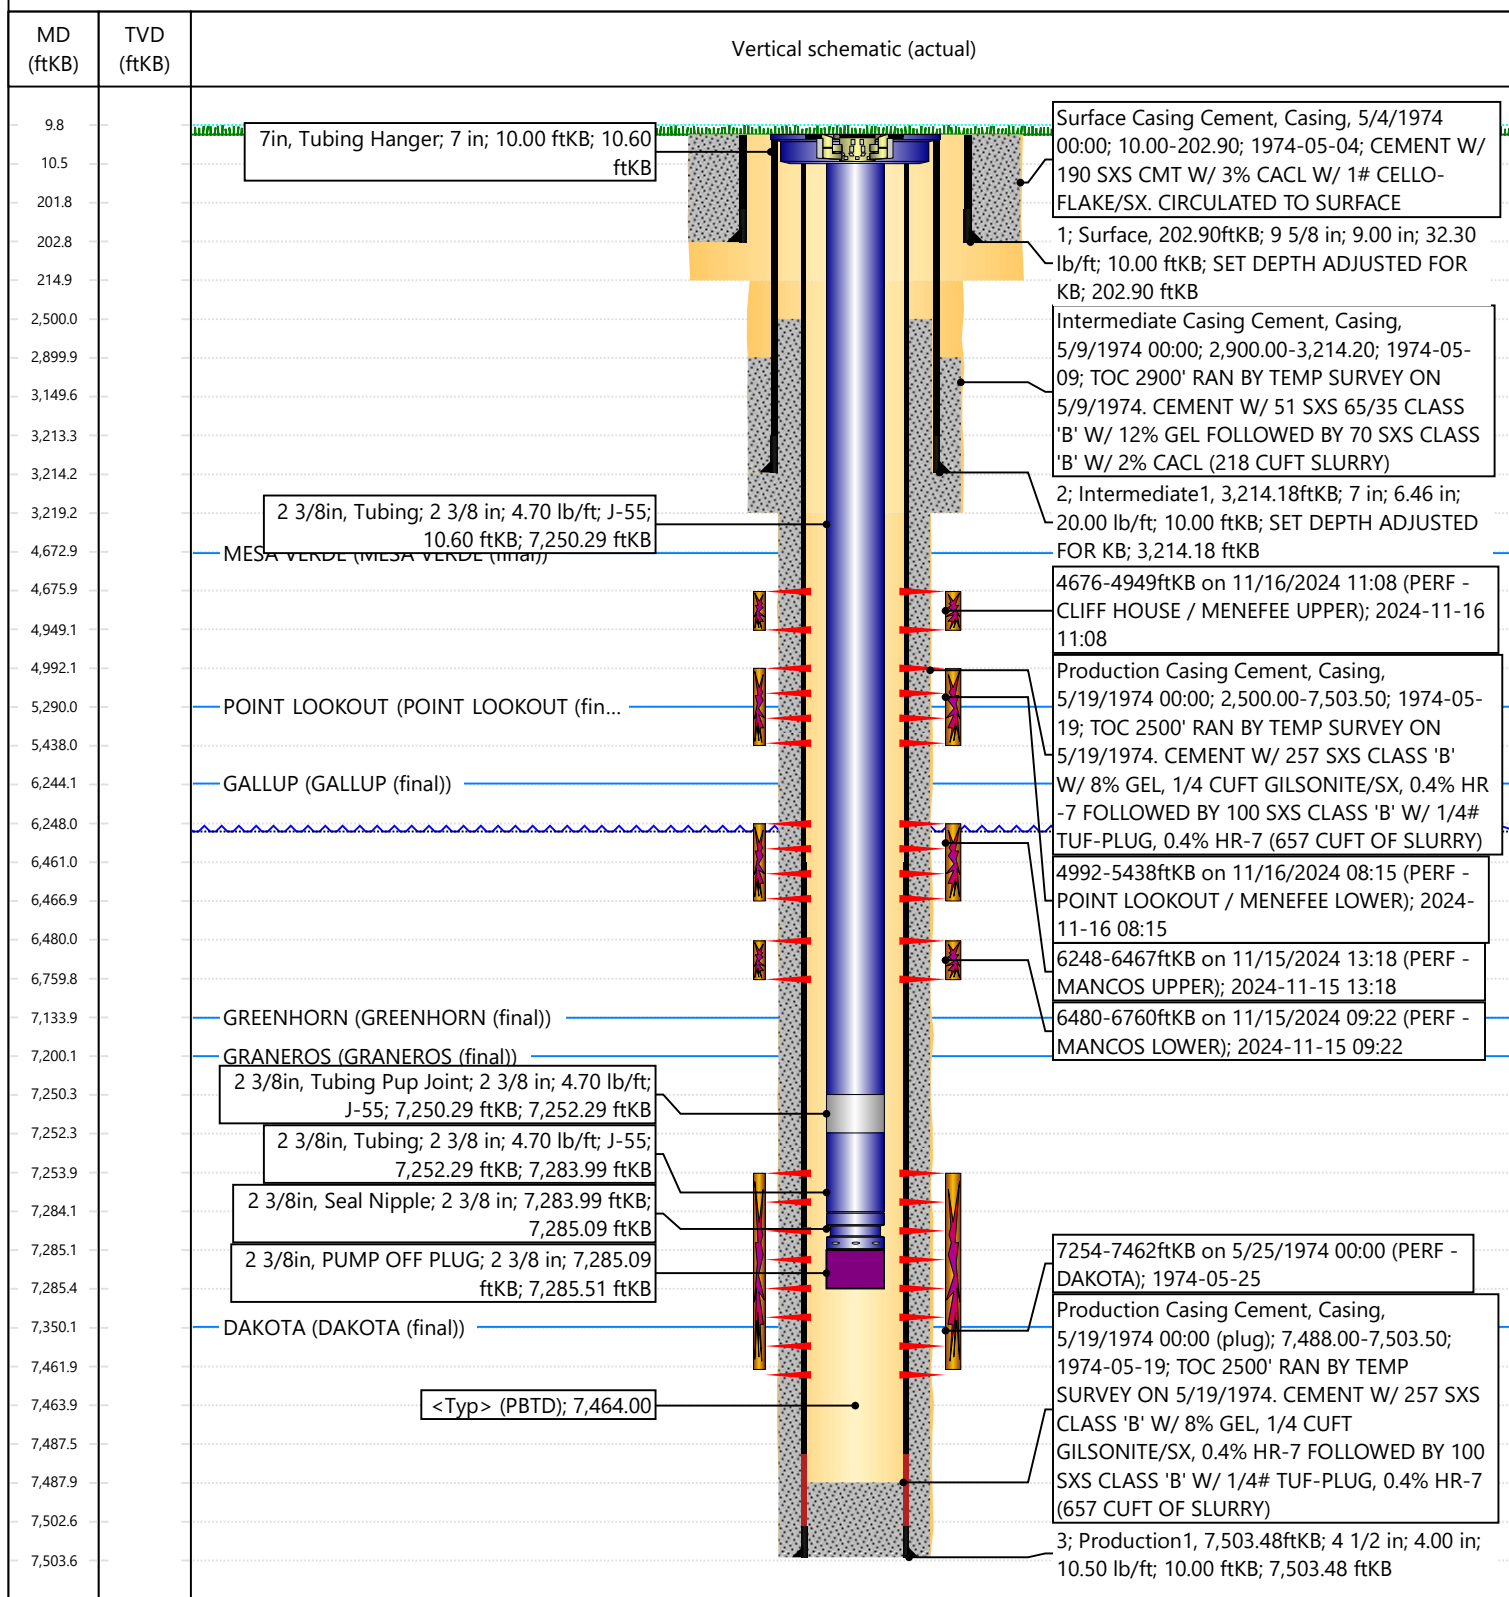 MD
(ftKB)
TVD
(ftKB)
Vertical schematic (actual)
9.8
10.5
201.8
202.8
214.9
2,500.0
2,899.9
3,149.6
3,213.3
3,214.2
3,219.2
4,672.9
4,675.9
4,949.1
4,992.1
5,290.0
5,438.0
6,244.1
6,248.0
6,461.0
6,466.9
6,480.0
6,759.8
7,133.9
7,200.1
7,250.3
7,252.3
7,253.9
7,284.1
7,285.1
7,285.4
7,350.1
7,461.9
7,463.9
7,487.5
7,487.9
7,502.6
7,503.6
7in, Tubing Hanger; 7 in; 10.00 ftKB; 10.60
ftKB
2 3/8in, Tubing; 2 3/8 in; 4.70 lb/ft; J-55;
10.60 ftKB; 7,250.29 ftKB
MESA VERDE (MESA VERDE (final))
POINT LOOKOUT (POINT LOOKOUT (fin...
GALLUP (GALLUP (final))
GREENHORN (GREENHORN (final))
GRANEROS (GRANEROS (final))
2 3/8in, Tubing Pup Joint; 2 3/8 in; 4.70 lb/ft;
J-55; 7,250.29 ftKB; 7,252.29 ftKB
2 3/8in, Tubing; 2 3/8 in; 4.70 lb/ft; J-55;
7,252.29 ftKB; 7,283.99 ftKB
2 3/8in, Seal Nipple; 2 3/8 in; 7,283.99 ftKB;
7,285.09 ftKB
2 3/8in, PUMP OFF PLUG; 2 3/8 in; 7,285.09
ftKB; 7,285.51 ftKB
DAKOTA (DAKOTA (final))
<Typ> (PBTD); 7,464.00
Surface Casing Cement, Casing, 5/4/1974
00:00; 10.00-202.90; 1974-05-04; CEMENT W/
190 SXS CMT W/ 3% CACL W/ 1# CELLO-
FLAKE/SX. CIRCULATED TO SURFACE
1; Surface, 202.90ftKB; 9 5/8 in; 9.00 in; 32.30
lb/ft; 10.00 ftKB; SET DEPTH ADJUSTED FOR
KB; 202.90 ftKB
Intermediate Casing Cement, Casing,
5/9/1974 00:00; 2,900.00-3,214.20; 1974-05-
09; TOC 2900' RAN BY TEMP SURVEY ON
5/9/1974. CEMENT W/ 51 SXS 65/35 CLASS
'B' W/ 12% GEL FOLLOWED BY 70 SXS CLASS
'B' W/ 2% CACL (218 CUFT SLURRY)
2; Intermediate1, 3,214.18ftKB; 7 in; 6.46 in;
20.00 lb/ft; 10.00 ftKB; SET DEPTH ADJUSTED
FOR KB; 3,214.18 ftKB
4676-4949ftKB on 11/16/2024 11:08 (PERF -
CLIFF HOUSE / MENEFEE UPPER); 2024-11-16
11:08
Production Casing Cement, Casing,
5/19/1974 00:00; 2,500.00-7,503.50; 1974-05-
19; TOC 2500' RAN BY TEMP SURVEY ON
5/19/1974. CEMENT W/ 257 SXS CLASS 'B'
W/ 8% GEL, 1/4 CUFT GILSONITE/SX, 0.4% HR
-7 FOLLOWED BY 100 SXS CLASS 'B' W/ 1/4#
TUF-PLUG, 0.4% HR-7 (657 CUFT OF SLURRY)
4992-5438ftKB on 11/16/2024 08:15 (PERF -
POINT LOOKOUT / MENEFEE LOWER); 2024-
11-16 08:15
6248-6467ftKB on 11/15/2024 13:18 (PERF -
MANCOS UPPER); 2024-11-15 13:18
6480-6760ftKB on 11/15/2024 09:22 (PERF -
MANCOS LOWER); 2024-11-15 09:22
7254-7462ftKB on 5/25/1974 00:00 (PERF -
DAKOTA); 1974-05-25
Production Casing Cement, Casing,
5/19/1974 00:00 (plug); 7,488.00-7,503.50;
1974-05-19; TOC 2500' RAN BY TEMP
SURVEY ON 5/19/1974. CEMENT W/ 257 SXS
CLASS 'B' W/ 8% GEL, 1/4 CUFT
GILSONITE/SX, 0.4% HR-7 FOLLOWED BY 100
SXS CLASS 'B' W/ 1/4# TUF-PLUG, 0.4% HR-7
(657 CUFT OF SLURRY)
3; Production1, 7,503.48ftKB; 4 1/2 in; 4.00 in;
10.50 lb/ft; 10.00 ftKB; 7,503.48 ftKB